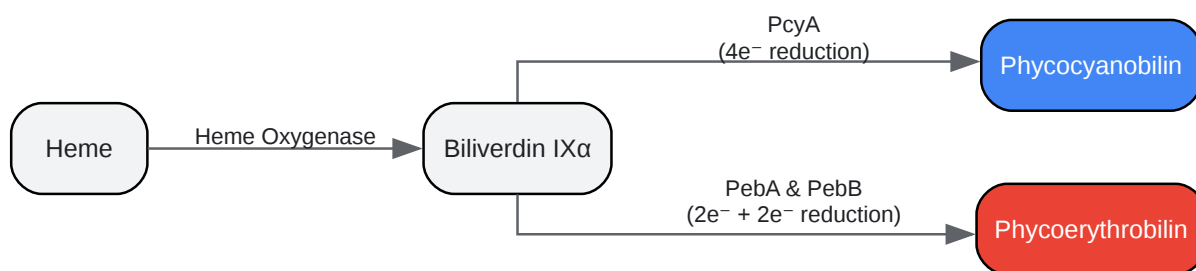 Heme
Heme Oxygenase
Biliverdin IXα
PcyA
(4e⁻ reduction)
Phycocyanobilin
PebA & PebB
(2e⁻ + 2e⁻ reduction)
Phycoerythrobilin